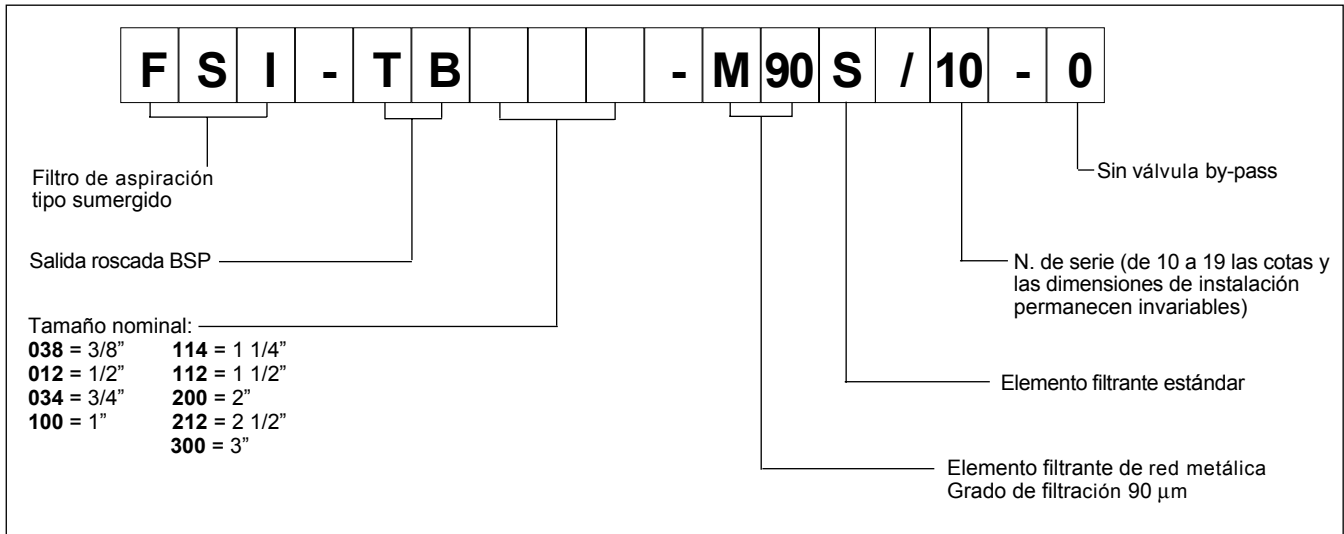 F S I - T B - M 90 S / 10 - 0
Filtro de aspiración
tipo sumergido
Sin válvula by-pass
Salida roscada BSP
N. de serie (de 10 a 19 las cotas y
las dimensiones de instalación
permanecen invariables)
Tamaño nominal:
038 = 3/8” 114 = 1 1/4”
012 = 1/2” 112 = 1 1/2”
034 = 3/4” 200 = 2”
100 = 1” 212 = 2 1/2”
300 = 3”
Elemento filtrante estándar
Elemento filtrante de red metálica
Grado de filtración 90 µm